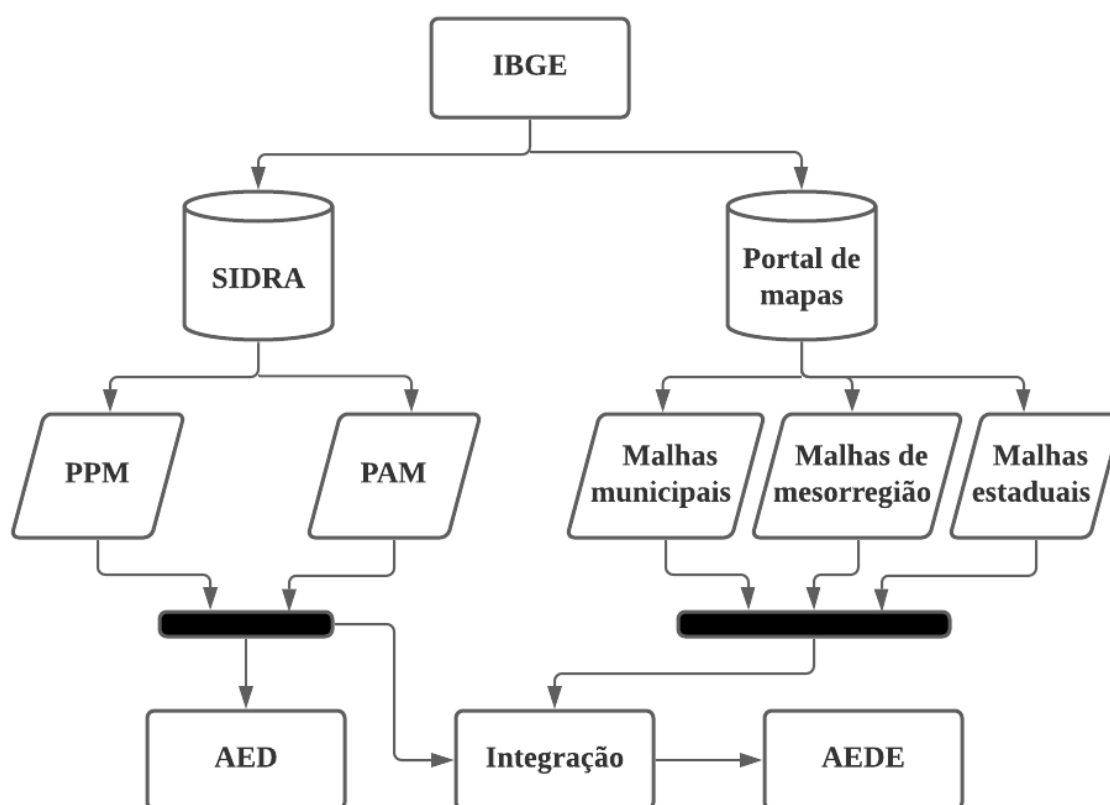 IBGE
SIDRA
Portal de
mapas
PPM
PAM
Malhas
municipais
Malhas de
mesorregião
Malhas
estaduais
AED
Integração
AEDE